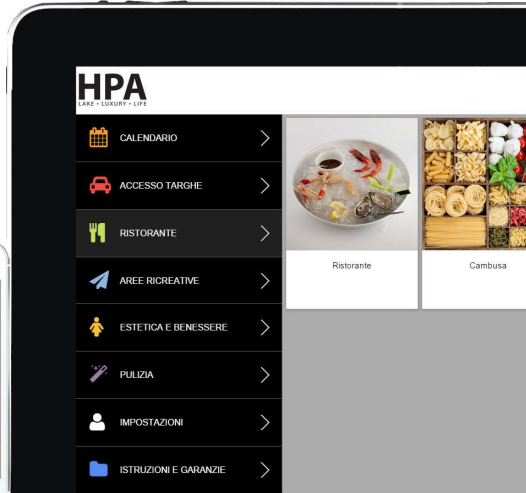 HPA
LAKE • LUXURY • LIFE
CALENDARIO
ACCESSO TARGHE
RISTORANTE
AREE RICREATIVE
ESTETICA E BENESSERE
PULIZIA
IMPOSTAZIONI
ISTRUZIONI E GARANZIE
Ristorante
Cambusa